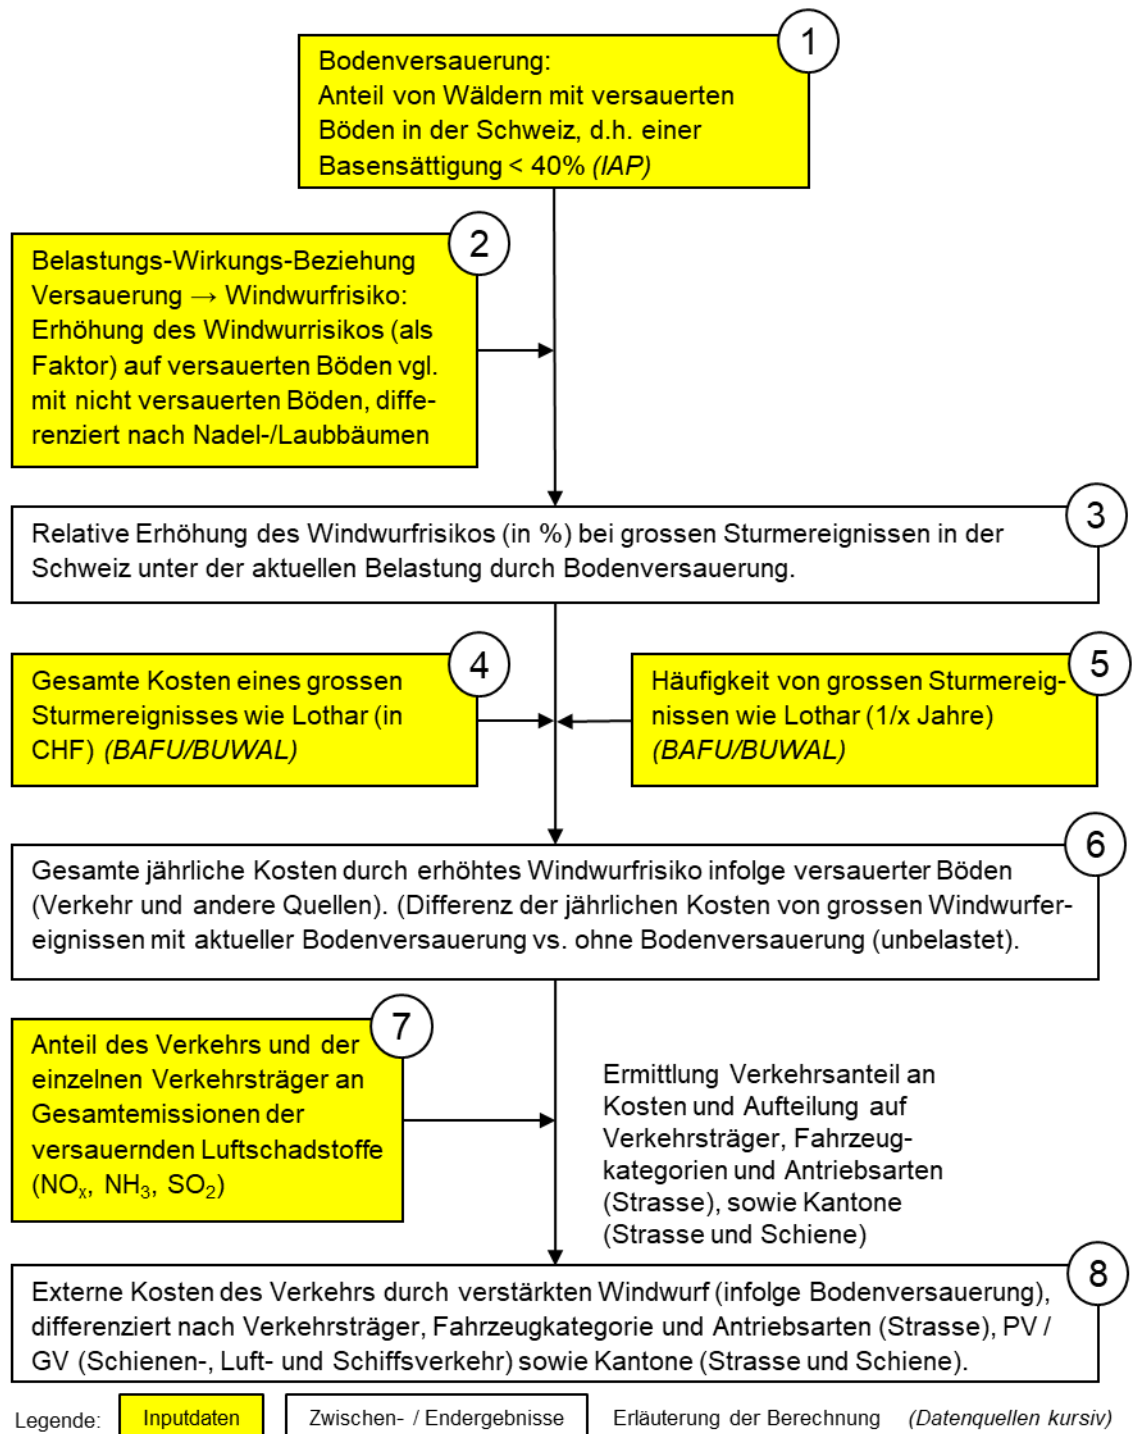 1
Bodenversauerung:
Anteil von Wäldern mit versauerten
Böden in der Schweiz, d.h. einer
Basensättigung < 40% (IAP)
2
Belastungs-Wirkungs-Beziehung
Versauerung → Windwurfrisiko:
Erhöhung des Windwurrisikos (als
Faktor) auf versauerten Böden vgl.
mit nicht versauerten Böden, diffe-
renziert nach Nadel-/Laubbäumen
3
Relative Erhöhung des Windwurfrisikos (in %) bei grossen Sturmereignissen in der
Schweiz unter der aktuellen Belastung durch Bodenversauerung.
4
Gesamte Kosten eines grossen
Sturmereignisses wie Lothar (in
CHF) (BAFU/BUWAL)
5
Häufigkeit von grossen Sturmereig-
nissen wie Lothar (1/x Jahre)
(BAFU/BUWAL)
6
Gesamte jährliche Kosten durch erhöhtes Windwurfrisiko infolge versauerter Böden
(Verkehr und andere Quellen). (Differenz der jährlichen Kosten von grossen Windwurfer-
eignissen mit aktueller Bodenversauerung vs. ohne Bodenversauerung (unbelastet).
7
Anteil des Verkehrs und der
einzelnen Verkehrsträger an
Gesamtemissionen der
versauernden Luftschadstoffe
(NOx, NH3, SO2)
Ermittlung Verkehrsanteil an
Kosten und Aufteilung auf
Verkehrsträger, Fahrzeug-
kategorien und Antriebsarten
(Strasse), sowie Kantone
(Strasse und Schiene)
8
Externe Kosten des Verkehrs durch verstärkten Windwurf (infolge Bodenversauerung),
differenziert nach Verkehrsträger, Fahrzeugkategorie und Antriebsarten (Strasse), PV /
GV (Schienen-, Luft- und Schiffsverkehr) sowie Kantone (Strasse und Schiene).
Legende: Inputdaten Zwischen- / Endergebnisse Erläuterung der Berechnung (Datenquellen kursiv)